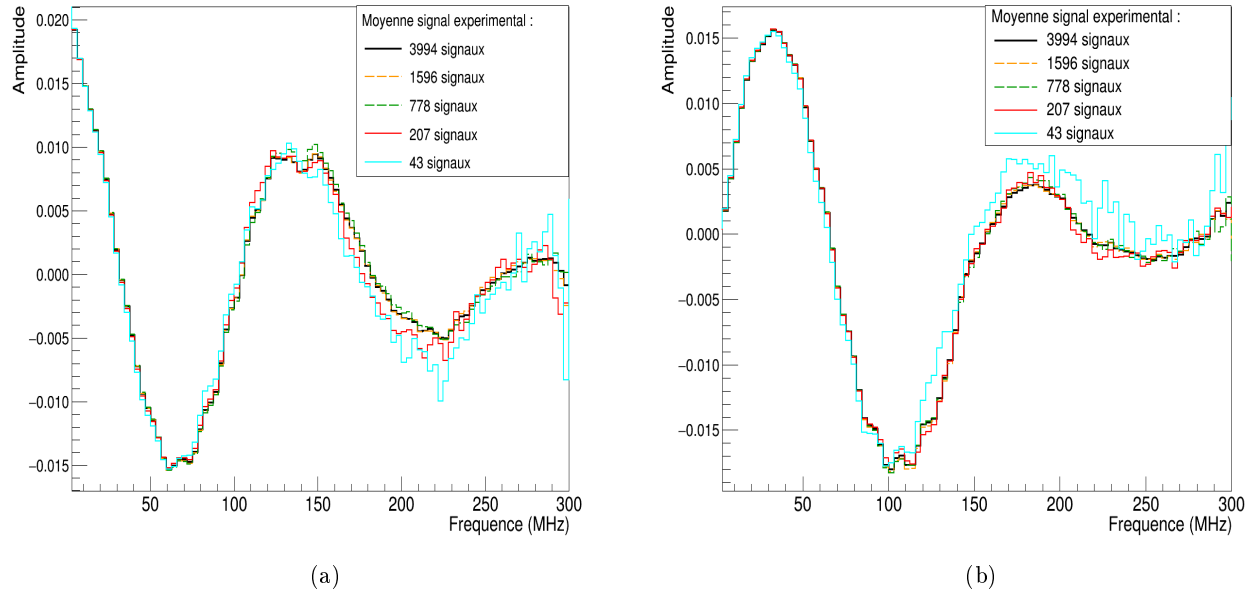 Amplitude
0.020
0.015
0.010
0.005
0.000
−0.005
−0.010
−0.015
50
100
150
200
250
300
Frequence (MHz)
Moyenne signal experimental :
3994 signaux
1596 signaux
778 signaux
207 signaux
43 signaux
(a)
Amplitude
0.015
0.010
0.005
0.000
−0.005
−0.010
−0.015
50
100
150
200
250
300
Frequence (MHz)
Moyenne signal experimental :
3994 signaux
1596 signaux
778 signaux
207 signaux
43 signaux
(b)